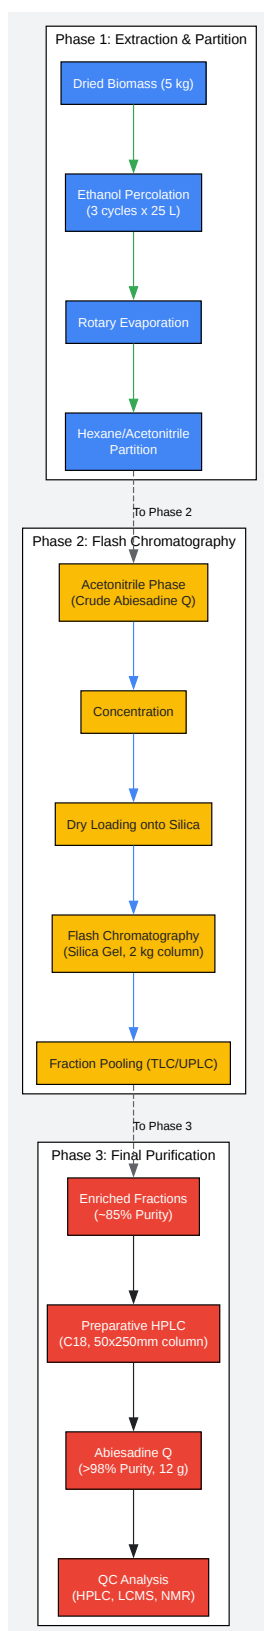 Phase 1: Extraction & Partition
Dried Biomass (5 kg)
Ethanol Percolation
(3 cycles x 25 L)
Rotary Evaporation
Hexane/Acetonitrile
Partition
To Phase 2
Phase 2: Flash Chromatography
Acetonitrile Phase
(Crude Abiesadine Q)
Concentration
Dry Loading onto Silica
Flash Chromatography
(Silica Gel, 2 kg column)
Fraction Pooling (TLC/UPLC)
To Phase 3
Phase 3: Final Purification
Enriched Fractions
(~85% Purity)
Preparative HPLC
(C18, 50x250mm column)
Abiesadine Q
(>98% Purity, 12 g)
QC Analysis
(HPLC, LCMS, NMR)